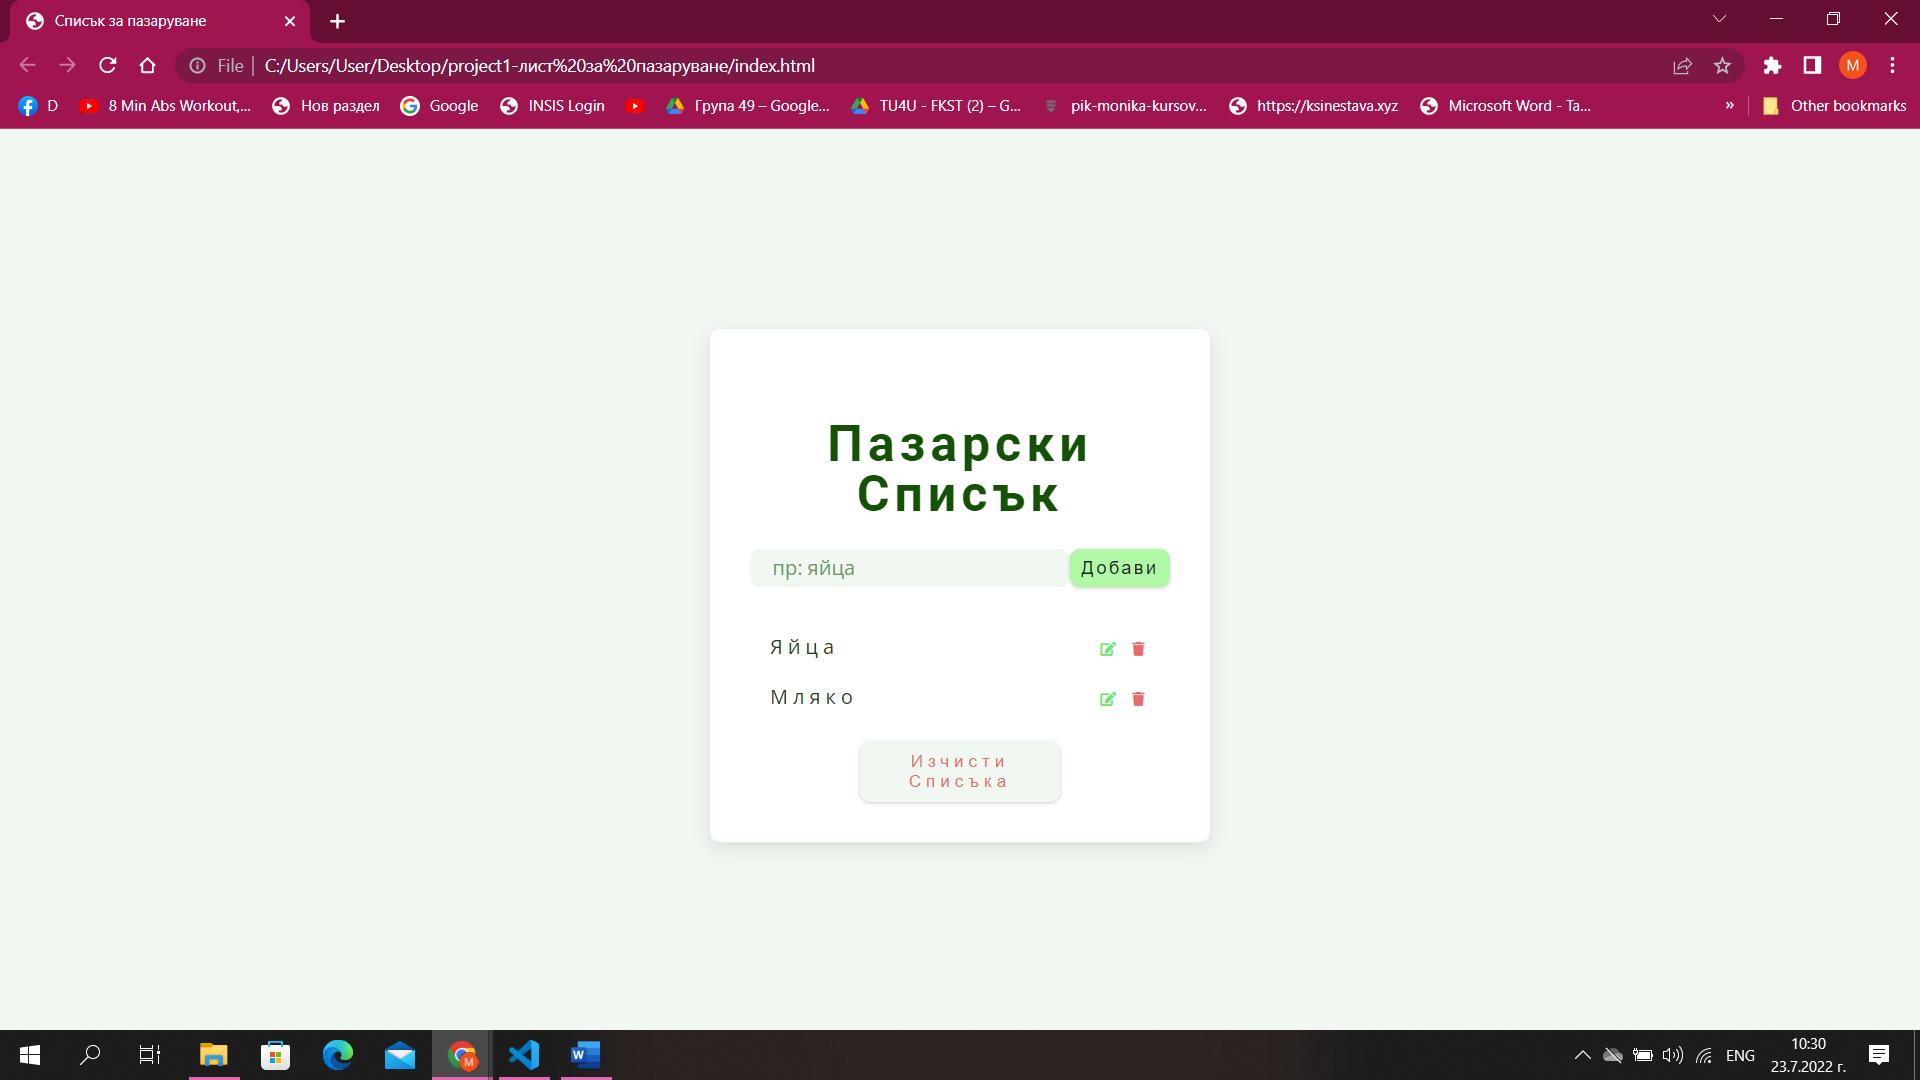 Списък за пазаруване
File | C:/Users/User/Desktop/project1-лист%20за%20пазаруване/index.html
M
D
8 Min Abs Workout,...
Нов раздел
Google
INSIS Login
Група 49 – Google...
TU4U - FKST (2) – G...
pik-monika-kursov...
https://ksinestava.xyz
Microsoft Word - Ta...
»
Other bookmarks
Пазарски
Списък
пр: яйца
Добави
Яйца
Мляко
Изчисти
Списъка
ENG
10:30
23.7.2022 г.